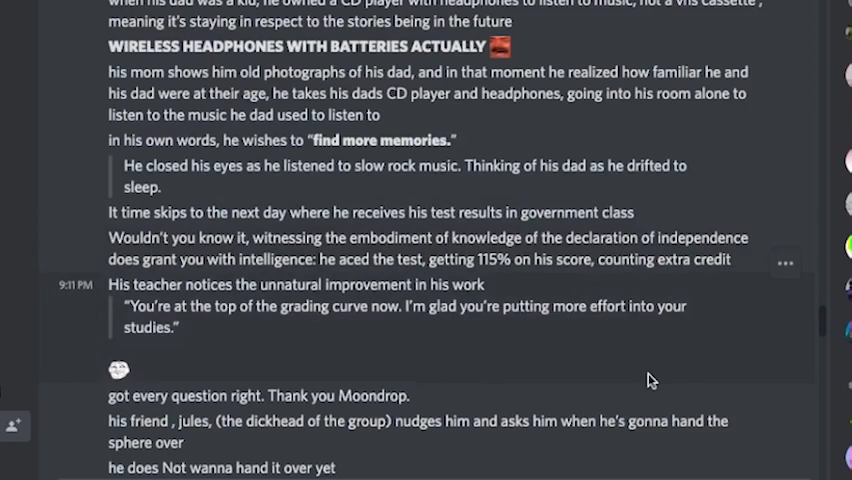 when his dad was a kid, he owned a CD player with headphones to listen to music, not a vhs cassette ,
meaning it's staying in respect to the stories being in the future
WIRELESS HEADPHONES WITH BATTERIES ACTUALLY
his mom shows him old photographs of his dad, and in that moment he realized how familiar he and
his dad were at their age, he takes his dads CD player and headphones, going into his room alone to
listen to the music he dad used to listen to
in his own words, he wishes to “find more memories.”
He closed his eyes as he listened to slow rock music. Thinking of his dad as he drifted to
sleep.
It time skips to the next day where he receives his test results in government class
Wouldn’t you know it, witnessing the embodiment of knowledge of the declaration of independence
does grant you with intelligence: he aced the test, getting 115% on his score, counting extra credit
9:11 PM His teacher notices the unnatural improvement in his work
“You’re at the top of the grading curve now. I’m glad you’re putting more effort into your
studies.”
got every question right. Thank you Moondrop.
his friend , jules, (the dickhead of the group) nudges him and asks him when he’s gonna hand the
sphere over
he does Not wanna hand it over yet